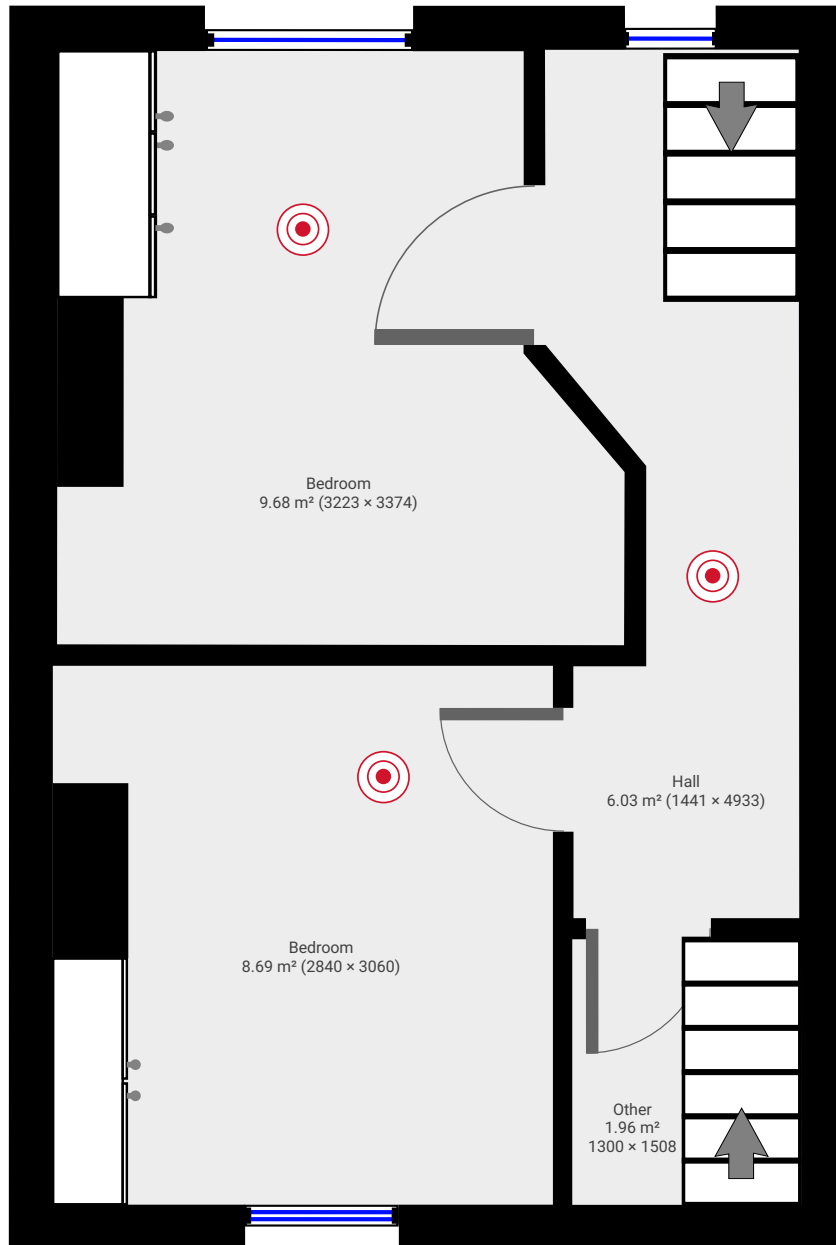 Bedroom
9.68 m² (3223 × 3374)
Hall
6.03 m² (1441 × 4933)
Bedroom
8.69 m² (2840 × 3060)
Other
1.96 m²
1300 × 1508